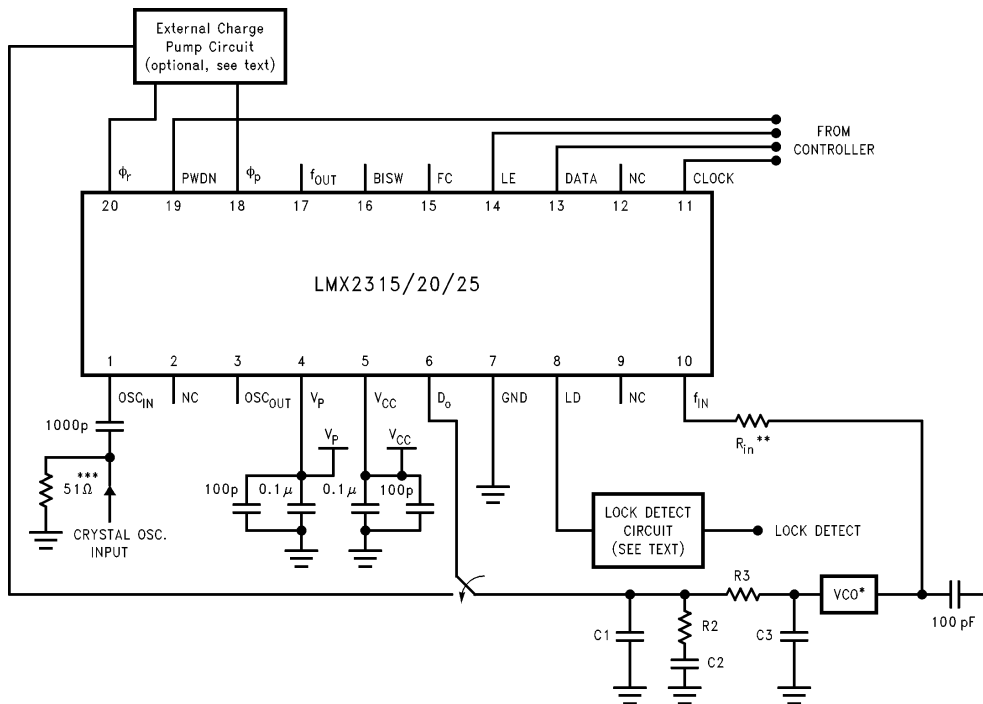 External Charge
Pump Circuit
(optional, see text)
FROM
CONTROLLER
ϕr PWDN ϕp fOUT BISW FC LE DATA NC CLOCK
20 19 18 17 16 15 14 13 12 11
LMX2315/20/25
1 2 3 4 5 6 7 8 9 10
OSCIN NC OSCOUT VP VCC Do GND LD NC fIN
1000p
VP
VCC
Rin**
***
51Ω
100p 0.1μ 0.1μ 100p
CRYSTAL OSC.
INPUT
LOCK DETECT
CIRCUIT
(SEE TEXT)
LOCK DETECT
R3
VCO*
100 pF
C1
R2
C2
C3